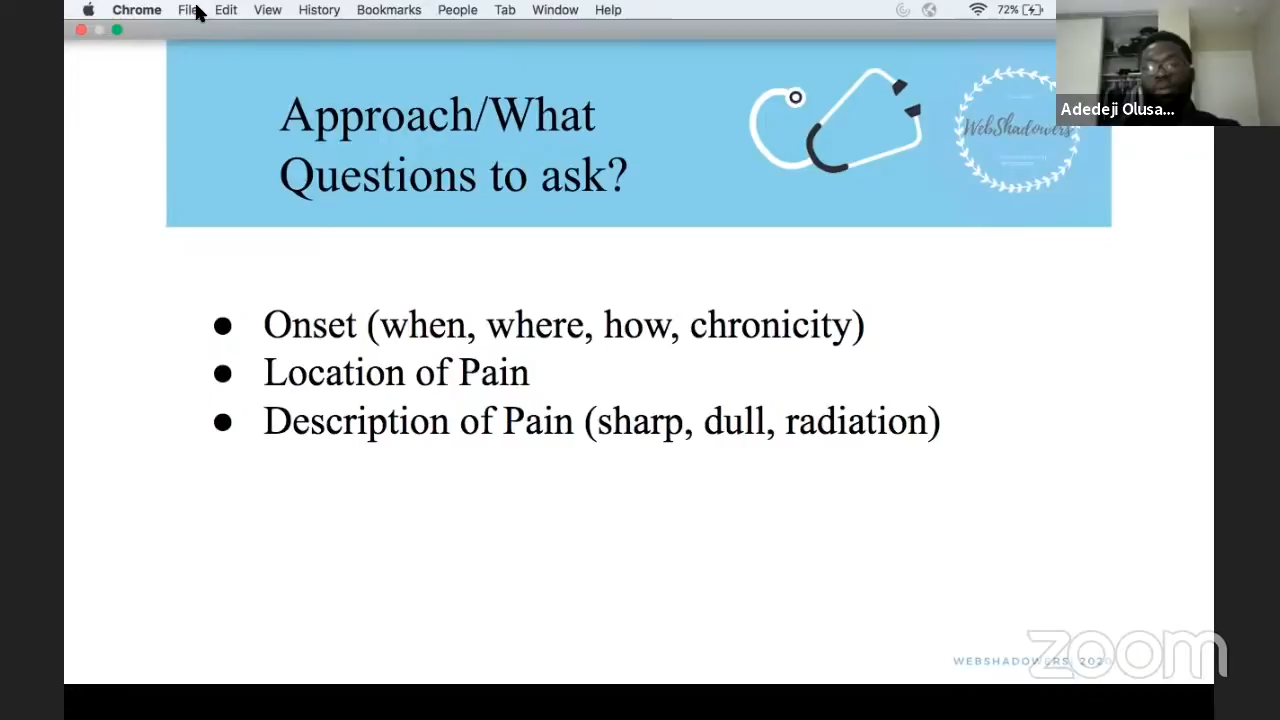 Chrome File Edit View History Bookmarks People Tab Window Help 72%
Adedeji Olusa...
Approach/What
Questions to ask?
WebShadowers
● Onset (when, where, how, chronicity)
● Location of Pain
● Description of Pain (sharp, dull, radiation)
WEBSHADOWERS 2020
zoom